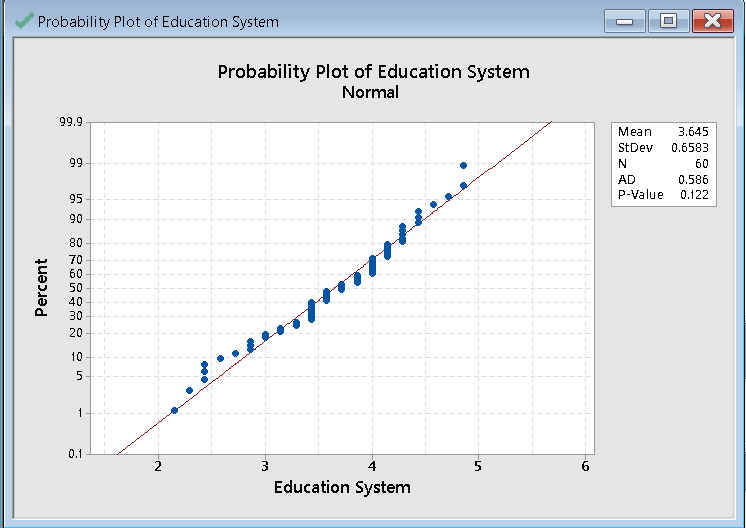 Probability Plot of Education System
Probability Plot of Education System
Normal
99.9
99
95
90
80
70
60
50
40
30
20
10
5
1
0.1
Percent
2 3 4 5 6
Education System
Mean 3.645
StDev 0.6583
N 60
AD 0.586
P-Value 0.122